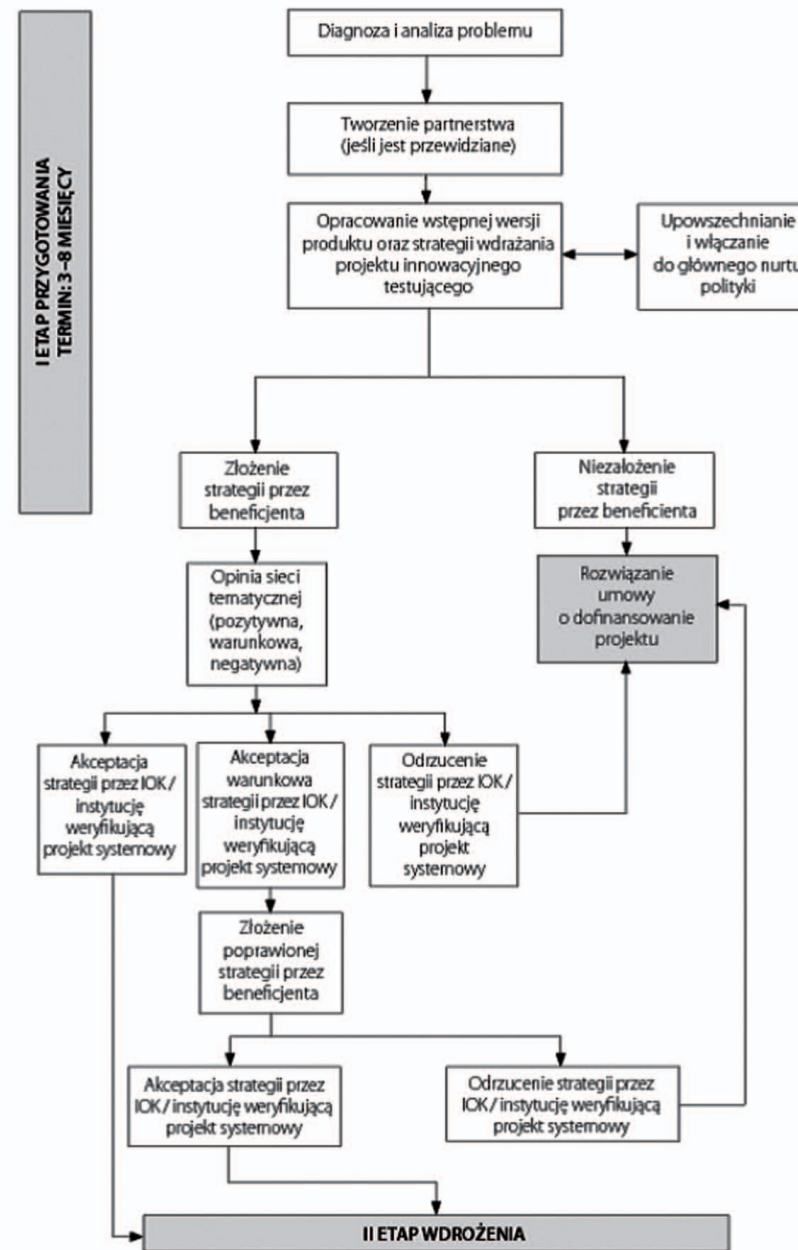 I ETAP PRZYGOTOWANIA
TERMIN: 3–8 MIESIĘCY
Diagnoza i analiza problemu
Tworzenie partnerstwa
(jeśli jest przewidziane)
Opracowanie wstępnej wersji
produktu oraz strategii wdrażania
projektu innowacyjnego
testującego
Upowszechnianie
i włączanie
do głównego nurtu
polityki
Złożenie
strategii przez
beneficjenta
Niezałożenie
strategii
przez beneficienta
Opinia sieci
tematycznej
(pozytywna,
warunkowa,
negatywna)
Rozwiązanie
umowy
o dofinansowanie
projektu
Akceptacja
strategii przez IOK /
instytucję
weryfikującą
projekt systemowy
Akceptacja
warunkowa
strategii przez IOK /
instytucję
weryfikującą
projekt systemowy
Odrzucenie
strategii przez IOK /
instytucję
weryfikującą
projekt
systemowy
Złożenie
poprawionej
strategii przez
beneficjenta
Akceptacja strategii przez
IOK / instytucję weryfikującą
projekt systemowy
Odrzucenie strategii przez
IOK / instytucję weryfikującą
projekt systemowy
II ETAP WDROŻENIA